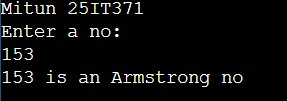 Mitun 25IT371
Enter a no:
153
153 is an Armstrong no